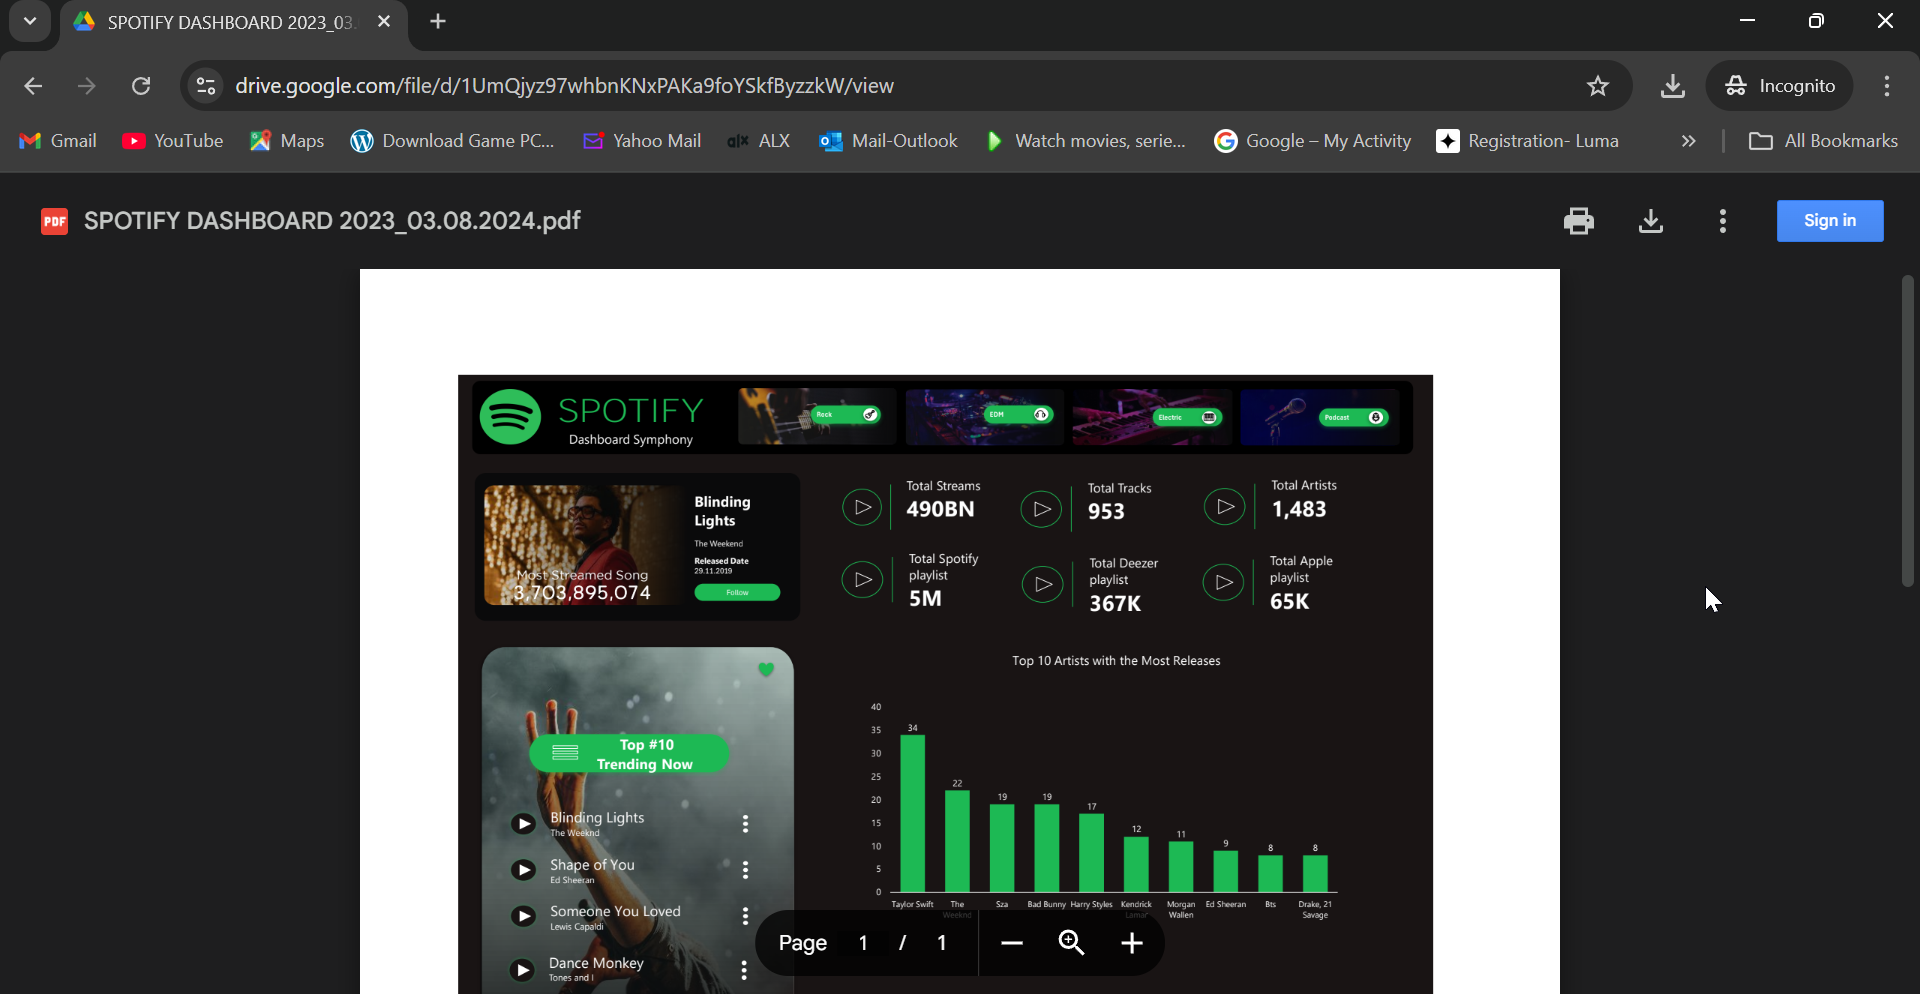 SPOTIFY DASHBOARD 2023_03.
drive.google.com/file/d/1UmQjyz97whbnKNxPAKa9foYSkfByzzkW/view
Incognito
Gmail
YouTube
Maps
Download Game PC...
Yahoo Mail
alx ALX
Mail-Outlook
Watch movies, serie...
Google – My Activity
Registration- Luma
All Bookmarks
PDF SPOTIFY DASHBOARD 2023_03.08.2024.pdf
Sign in
SPOTIFY
Dashboard Symphony
Rock
EDM
Electric
Podcast
Blinding
Lights
The Weekend
Released Date
29.11.2019
Follow
Most Streamed Song
3,703,895,074
Total Streams
490BN
Total Tracks
953
Total Artists
1,483
Total Spotify
playlist
5M
Total Deezer
playlist
367K
Total Apple
playlist
65K
Top #10
Trending Now
Blinding Lights
The Weeknd
Shape of You
Ed Sheeran
Someone You Loved
Lewis Capaldi
Dance Monkey
Tones and I
Top 10 Artists with the Most Releases
40
35
30
25
20
15
10
5
0
34
22
19
19
17
12
11
9
8
8
Taylor Swift
The
Weeknd
Sza
Bad Bunny
Harry Styles
Kendrick
Lamar
Morgan
Wallen
Ed Sheeran
Bts
Drake, 21
Savage
Page 1 / 1